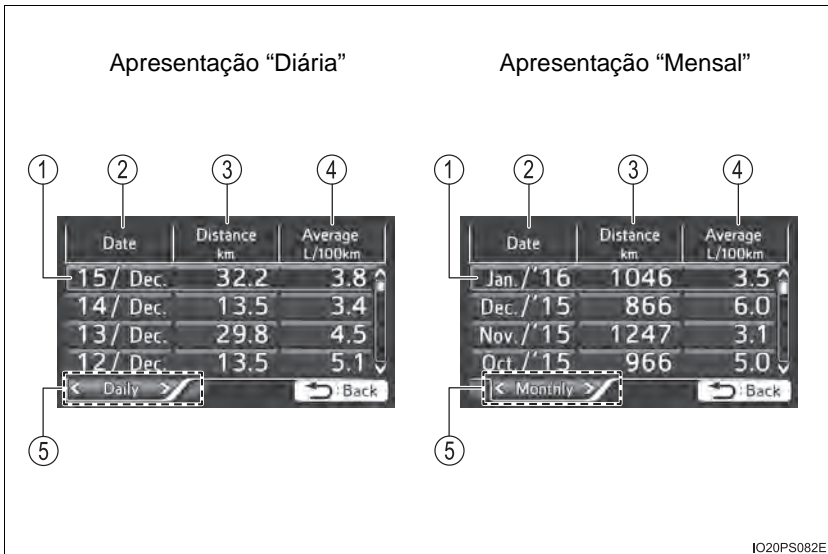 Apresentação “Diária”
Apresentação “Mensal”
1 2 3 4
1 2 3 4
Date Distance km Average L/100km
15/ Dec. 32.2 3.8
14/ Dec. 13.5 3.4
13/ Dec. 29.8 4.5
12/ Dec. 13.5 5.1
< Daily > : Back
5
Date Distance km Average L/100km
Jan./'16 1046 3.5
Dec./'15 866 6.0
Nov./'15 1247 3.1
Oct./'15 966 5.0
< Monthly > : Back
5
IO20PS082E